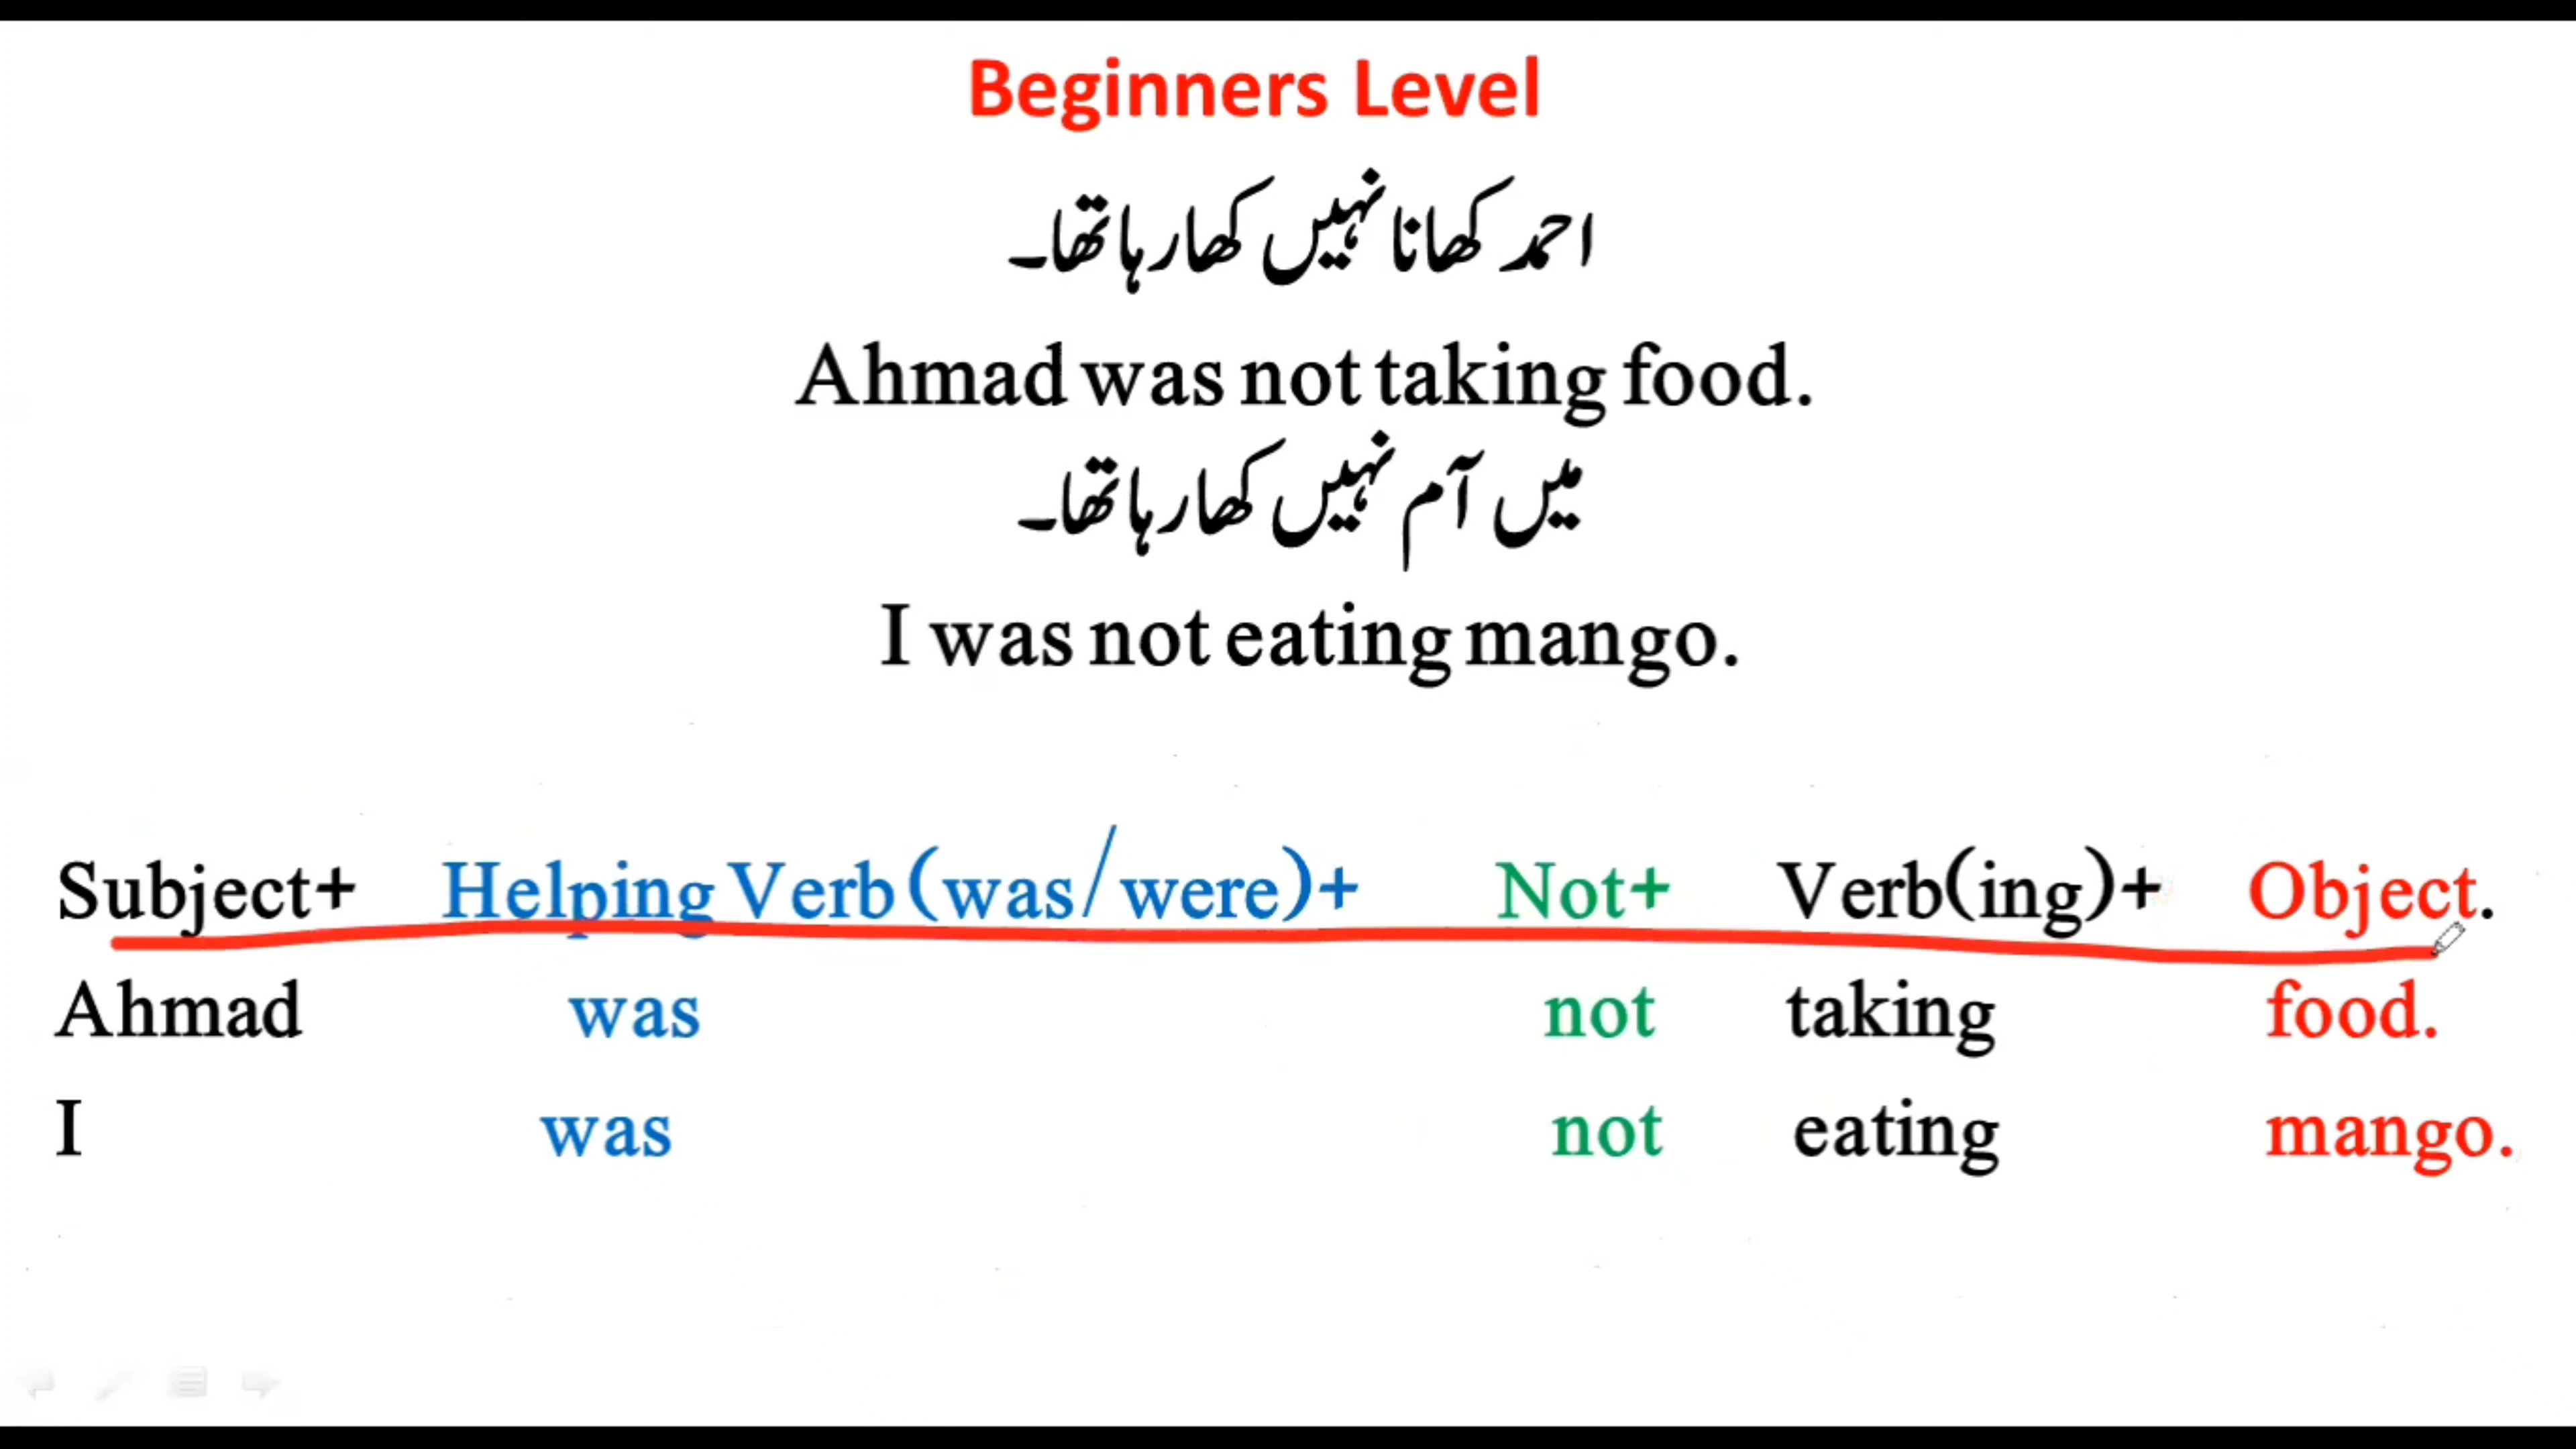 Beginners Level
احمد کھانا نہیں کھا رہا تھا۔
Ahmad was not taking food.
میں آم نہیں کھا رہا تھا۔
I was not eating mango.
Subject+ Helping Verb (was/were)+ Not+ Verb(ing)+ Object.
Ahmad was not taking food.
I was not eating mango.